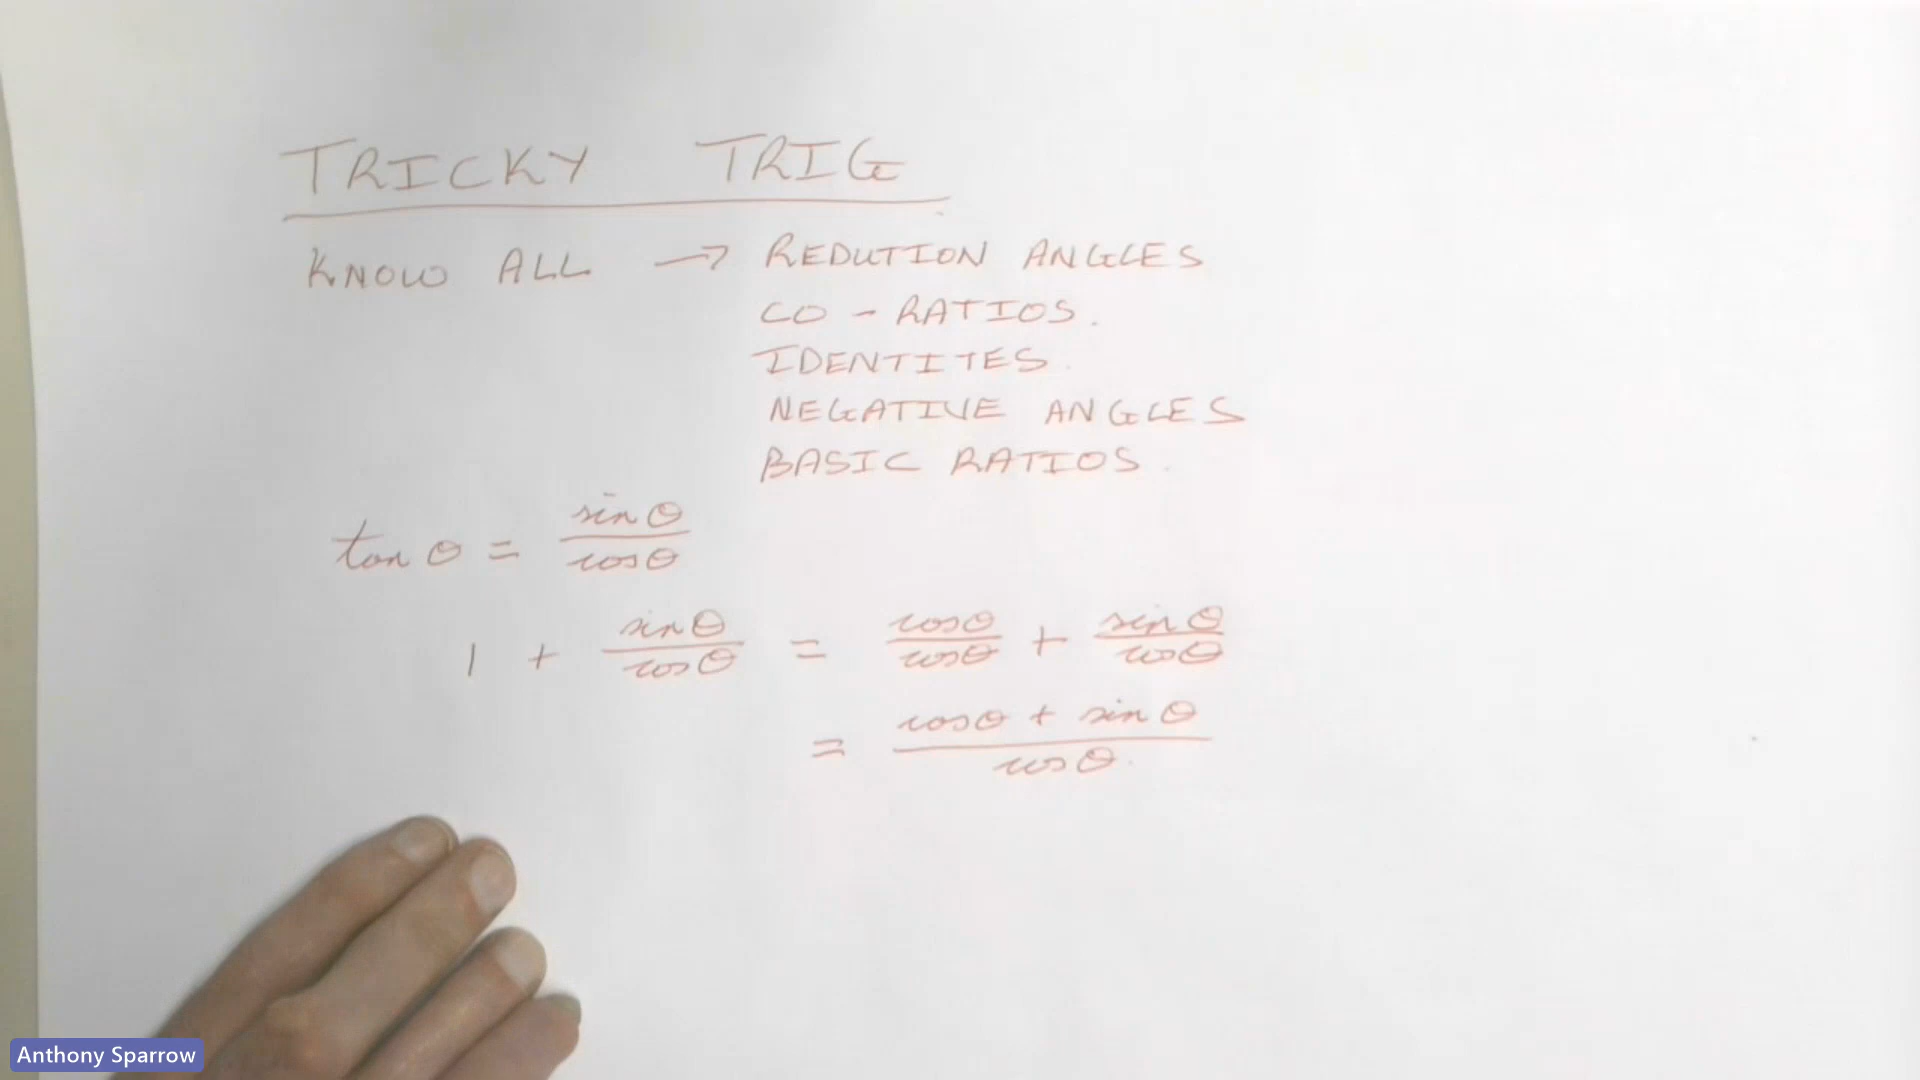 TRICKY TRIG
KNOW ALL → REDUTION ANGLES
CO - RATIOS.
IDENTITES.
NEGATIVE ANGLES
BASIC RATIOS.
tan θ = sin θ / cos θ
1 + sin θ / cos θ = cos θ / cos θ + sin θ / cos θ
= cos θ + sin θ / cos θ.
Anthony Sparrow